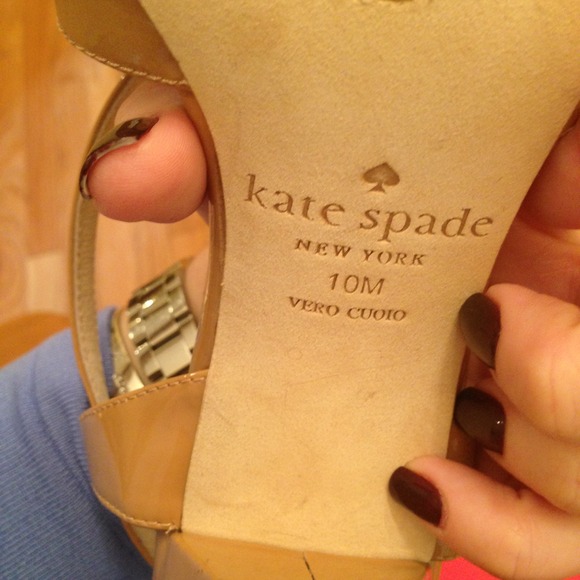 kate spade
NEW YORK
10M
VERO CUOIO